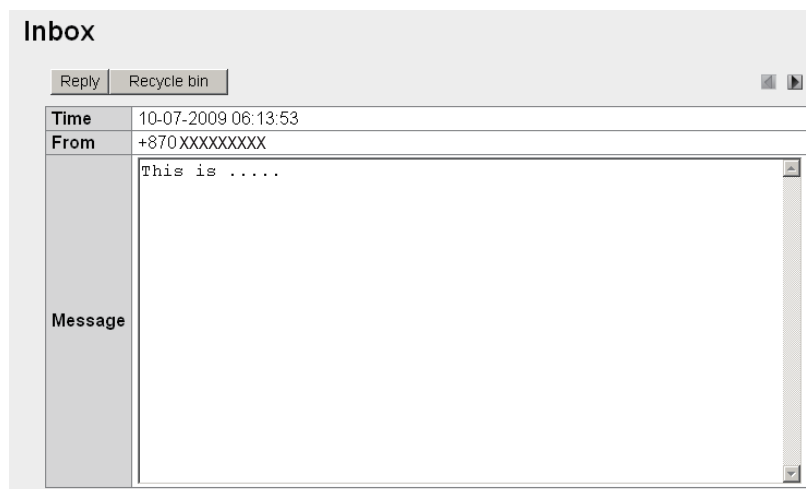 Inbox
Reply Recycle bin
Time 10-07-2009 06:13:53
From +870 XXXXXXXXX
Message This is .....